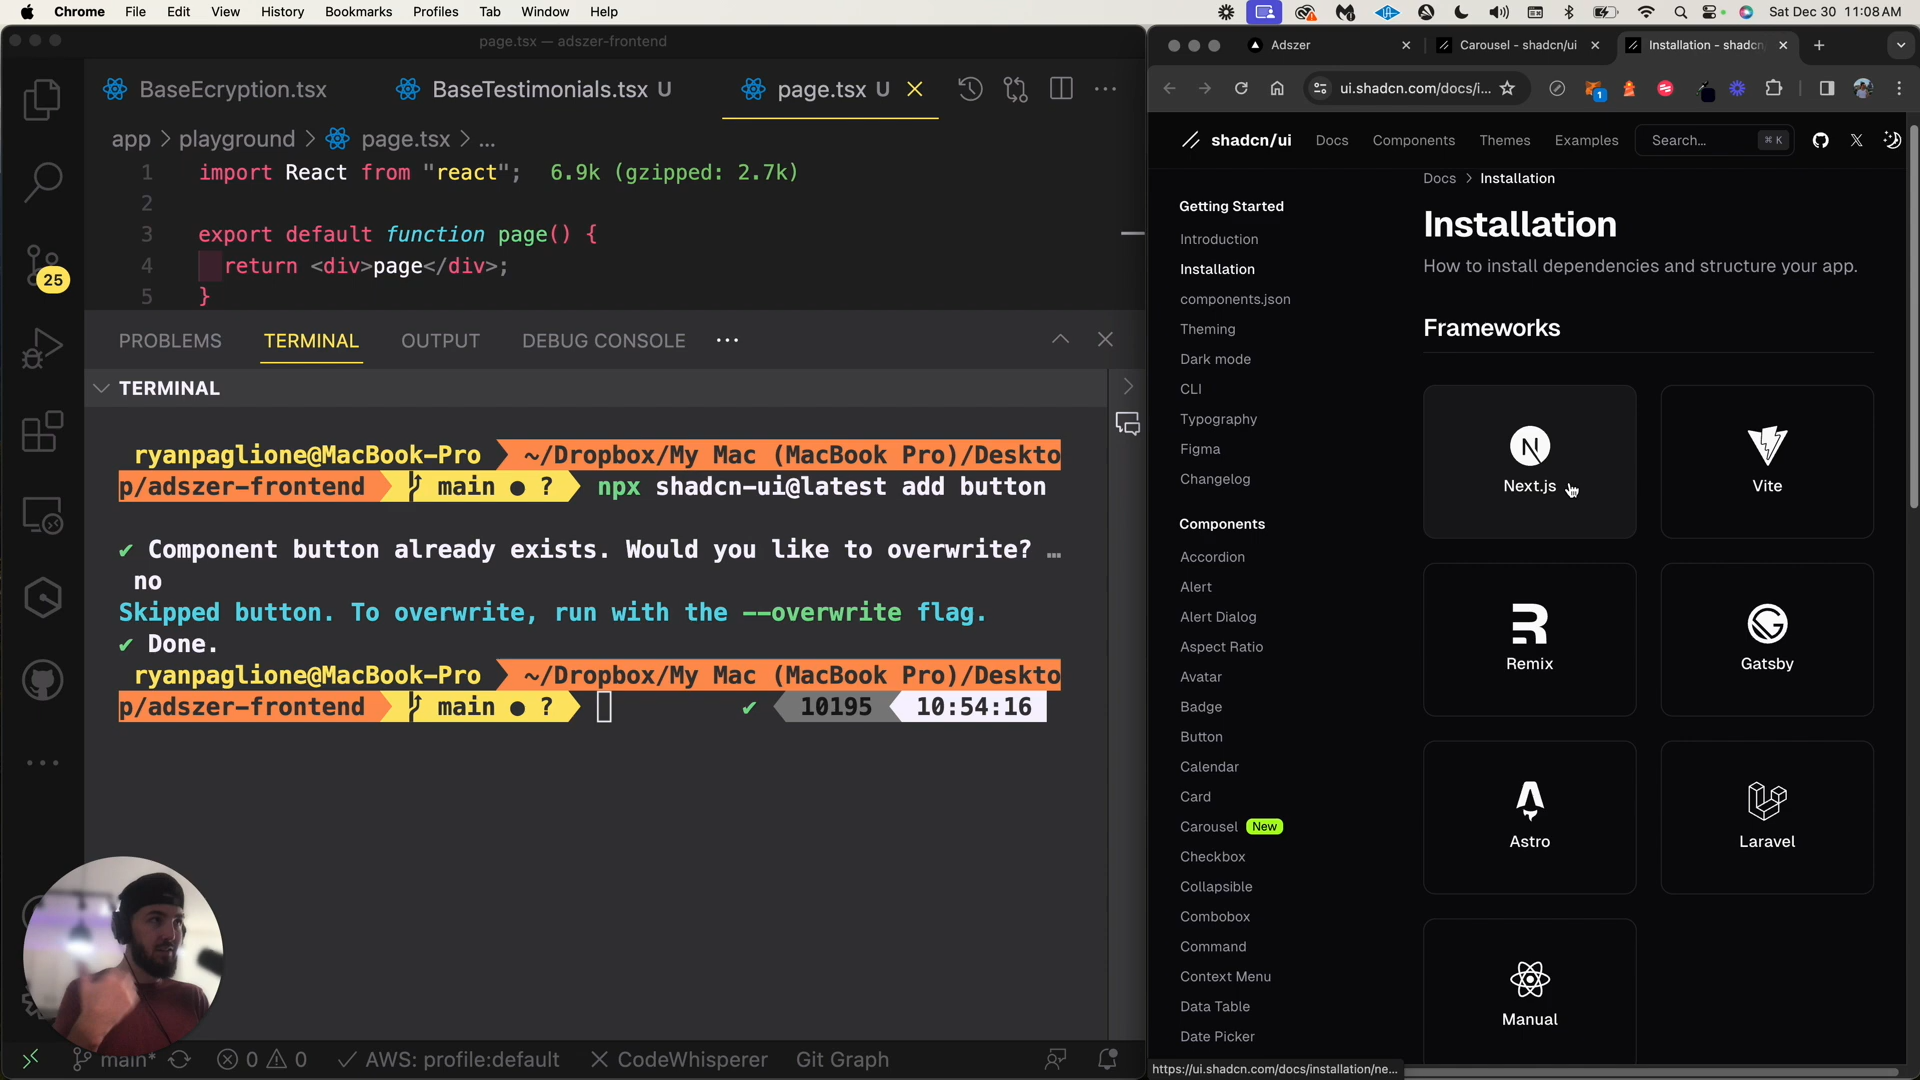 Chrome File Edit View History Bookmarks Profiles Tab Window Help
Sat Dec 30 11:08 AM
page.tsx — adszer-frontend
BaseEcryption.tsx
BaseTestimonials.tsx U
page.tsx U
app > playground > page.tsx > ...
1 import React from "react"; 6.9k (gzipped: 2.7k)
2
3 export default function page() {
4 return <div>page</div>;
5 }
25
PROBLEMS TERMINAL OUTPUT DEBUG CONSOLE ...
TERMINAL
ryanpaglione@MacBook-Pro ~/Dropbox/My Mac (MacBook Pro)/Deskto
p/adszer-frontend main ● ? npx shadcn-ui@latest add button
✔ Component button already exists. Would you like to overwrite? …
no
Skipped button. To overwrite, run with the --overwrite flag.
✔ Done.
ryanpaglione@MacBook-Pro ~/Dropbox/My Mac (MacBook Pro)/Deskto
p/adszer-frontend main ● ? ✔ 10195 10:54:16
main* 0 0 AWS: profile:default CodeWhisperer Git Graph
Adszer
Carousel - shadcn/ui
Installation - shadcn
ui.shadcn.com/docs/i...
1
shadcn/ui Docs Components Themes Examples Search... ⌘ K
Getting Started
Introduction
Installation
components.json
Theming
Dark mode
CLI
Typography
Figma
Changelog
Components
Accordion
Alert
Alert Dialog
Aspect Ratio
Avatar
Badge
Button
Calendar
Card
Carousel New
Checkbox
Collapsible
Combobox
Command
Context Menu
Data Table
Date Picker
Docs > Installation
Installation
How to install dependencies and structure your app.
Frameworks
Next.js
Vite
Remix
Gatsby
Astro
Laravel
Manual
https://ui.shadcn.com/docs/installation/ne...